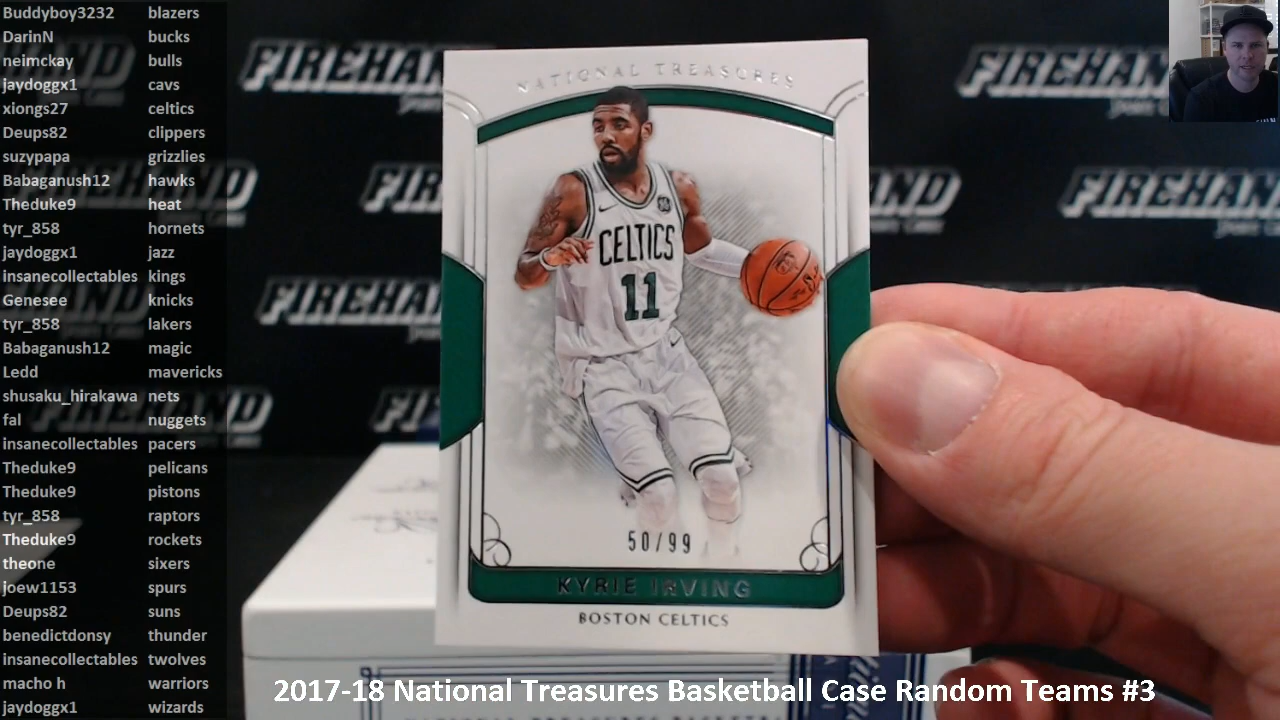 Buddyboy3232 blazers
DarinN bucks
neimckay bulls
jaydoggx1 cavs
xiongs27 celtics
Deups82 clippers
suzypapa grizzlies
Babaganush12 hawks
Theduke9 heat
tyr_858 hornets
jaydoggx1 jazz
insanecollectables kings
Genesee knicks
tyr_858 lakers
Babaganush12 magic
Ledd mavericks
shusaku_hirakawa nets
fal nuggets
insanecollectables pacers
Theduke9 pelicans
Theduke9 pistons
tyr_858 raptors
Theduke9 rockets
theone sixers
joew1153 spurs
Deups82 suns
benedictdonsy thunder
insanecollectables twolves
macho h warriors
jaydoggx1 wizards
FIREHAND
FIREHAND
FIREHAND
FIREHAND
NATIONAL TREASURES
CELTICS
11
50/99
KYRIE IRVING
BOSTON CELTICS
2017-18 National Treasures Basketball Case Random Teams #3